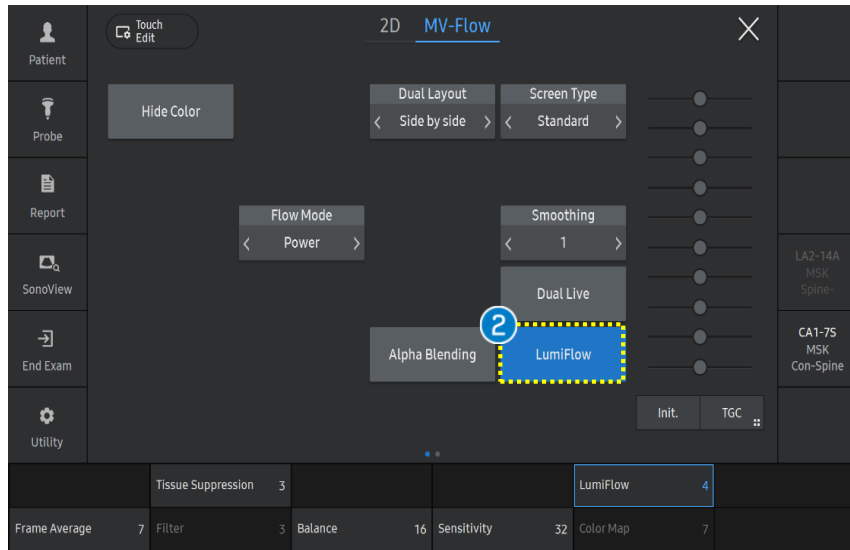 Patient
Touch
Edit
2D MV-Flow
Probe
Hide Color
Dual Layout
Side by side
Screen Type
Standard
Report
Flow Mode
Power
Smoothing
1
SonoView
Dual Live
LA2-14A
MSK
Spine-
2
End Exam
Alpha Blending
LumiFlow
CA1-7S
MSK
Con-Spine
Utility
Init. TGC
Tissue Suppression 3
LumiFlow 4
Frame Average 7
Filter 3
Balance 16
Sensitivity 32
Color Map 7